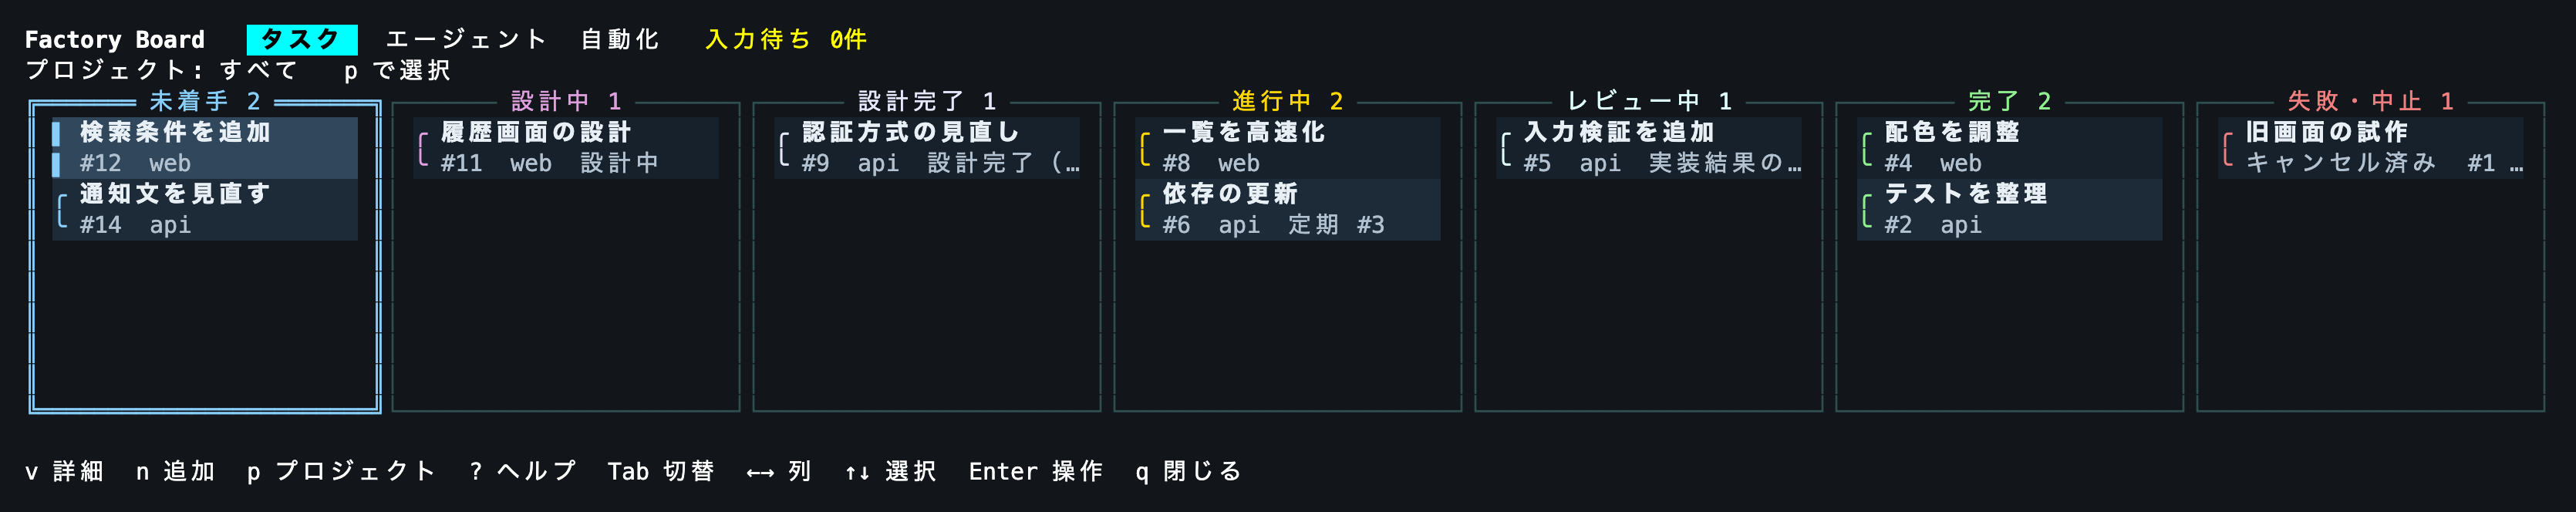 Factory Board タスク エージェント 自動化 入力待ち 0件
プロジェクト: すべて p で選択
未着手 2
検索条件を追加
#12 web
通知文を見直す
#14 api
設計中 1
履歴画面の設計
#11 web 設計中
設計完了 1
認証方式の見直し
#9 api 設計完了 (…
進行中 2
一覧を高速化
#8 web
依存の更新
#6 api 定期 #3
レビュー中 1
入力検証を追加
#5 api 実装結果の…
完了 2
配色を調整
#4 web
テストを整理
#2 api
失敗・中止 1
旧画面の試作
キャンセル済み #1 …
v 詳細 n 追加 p プロジェクト ? ヘルプ Tab 切替 ←→ 列 ↑↓ 選択 Enter 操作 q 閉じる